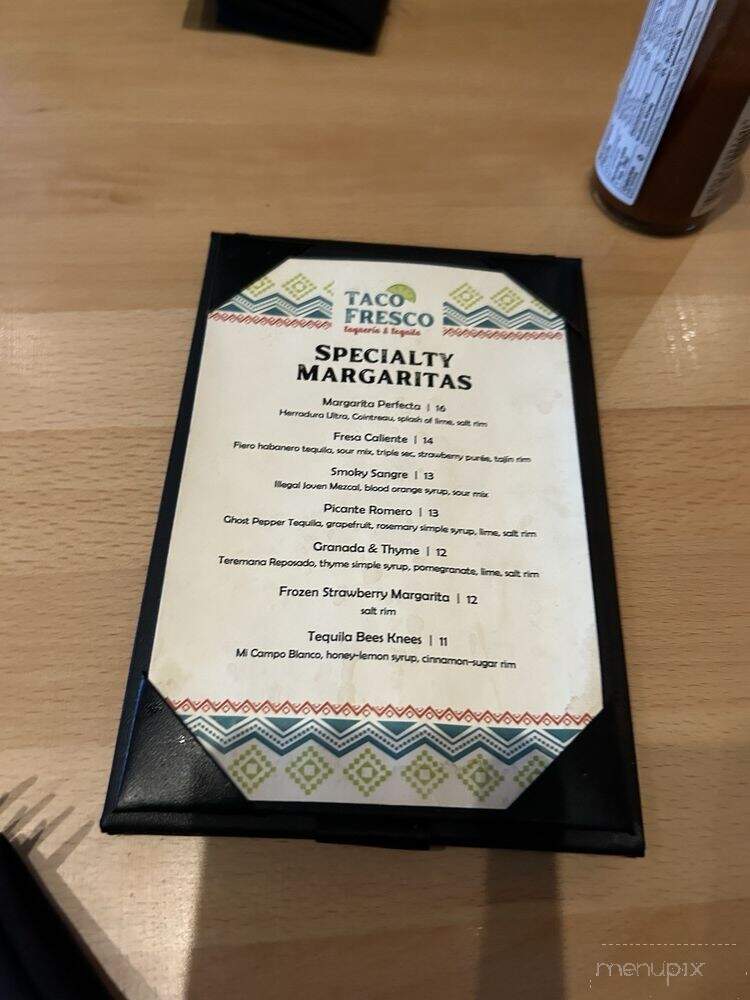 TACO
FRESCO
taqueria & tequila
SPECIALTY
MARGARITAS
Margarita Perfecta | 16
Herradura Ultra, Cointreau, splash of lime, salt rim
Fresa Caliente | 14
Fiero habanero tequila, sour mix, triple sec, strawberry purée, tajin rim
Smoky Sangre | 13
Illegal Joven Mezcal, blood orange syrup, sour mix
Picante Romero | 13
Ghost Pepper Tequila, grapefruit, rosemary simple syrup, lime, salt rim
Granada & Thyme | 12
Teremana Reposado, thyme simple syrup, pomegranate, lime, salt rim
Frozen Strawberry Margarita | 12
salt rim
Tequila Bees Knees | 11
Mi Campo Blanco, honey-lemon syrup, cinnamon-sugar rim
menupix